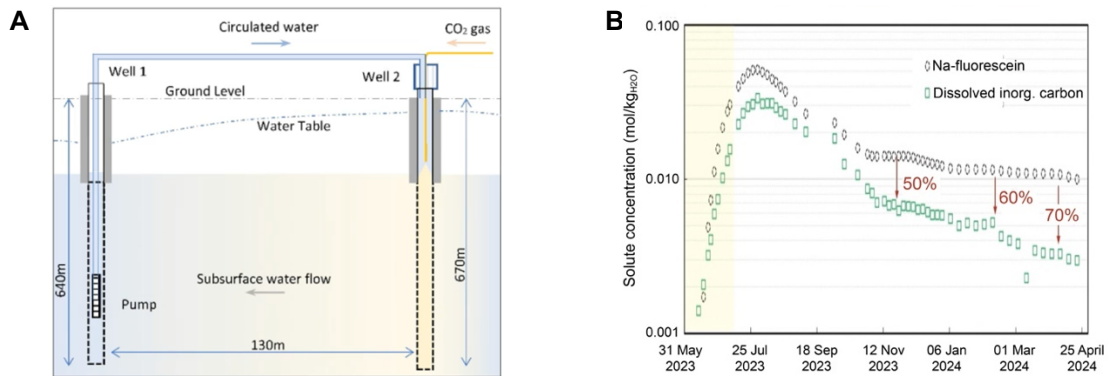 A
Circulated water
CO₂ gas
Well 1
Well 2
Ground Level
Water Table
640m
670m
Subsurface water flow
Pump
130m
B
Solute concentration (mol/kgH2O)
0.100
0.010
0.001
Na-fluorescein
Dissolved inorg. carbon
50%
60%
70%
31 May 25 Jul 18 Sep 12 Nov 06 Jan 01 Mar 25 April
2023 2023 2023 2023 2024 2024 2024